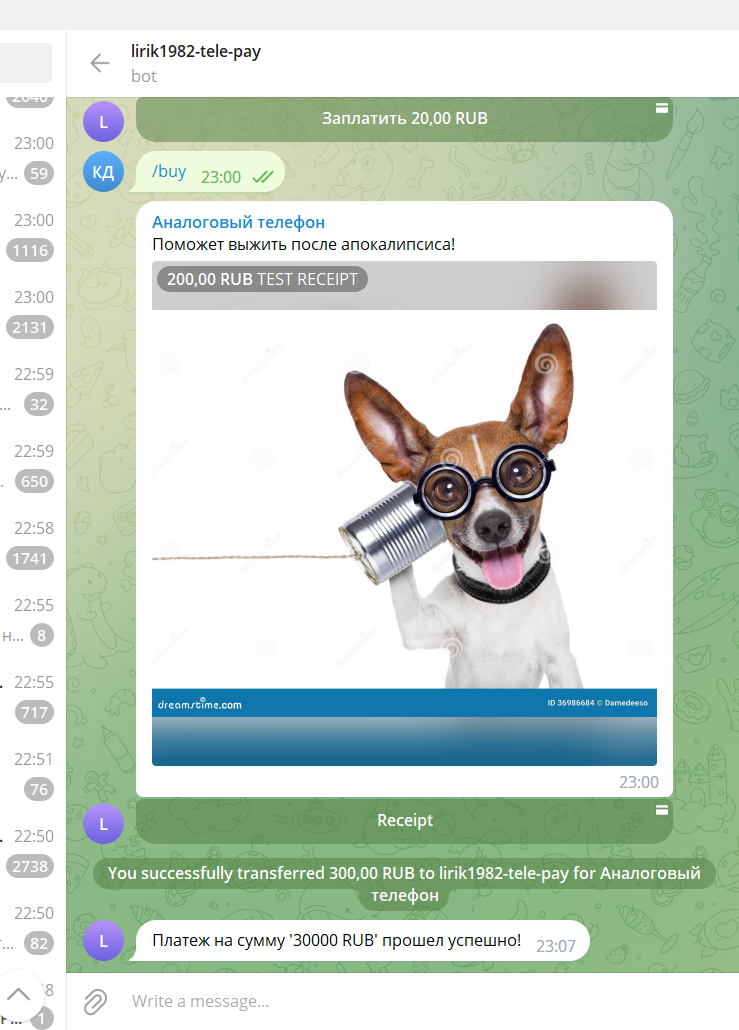 lirik1982-tele-pay
bot
2040
L
Заплатить 20,00 RUB
23:00
59
КД
/buy 23:00
23:00
1116
Аналоговый телефон
Поможет выжить после апокалипсиса!
200,00 RUB TEST RECEIPT
23:00
2131
22:59
32
22:59
650
22:58
1741
22:55
н... 8
22:55
717
dreamstime.com
ID 36986684 © Damedeeso
22:51
76
23:00
L
Receipt
22:50
2738
You successfully transferred 300,00 RUB to lirik1982-tele-pay for Аналоговый
телефон
22:50
82
L
Платеж на сумму '30000 RUB' прошел успешно! 23:07
8
1
Write a message...